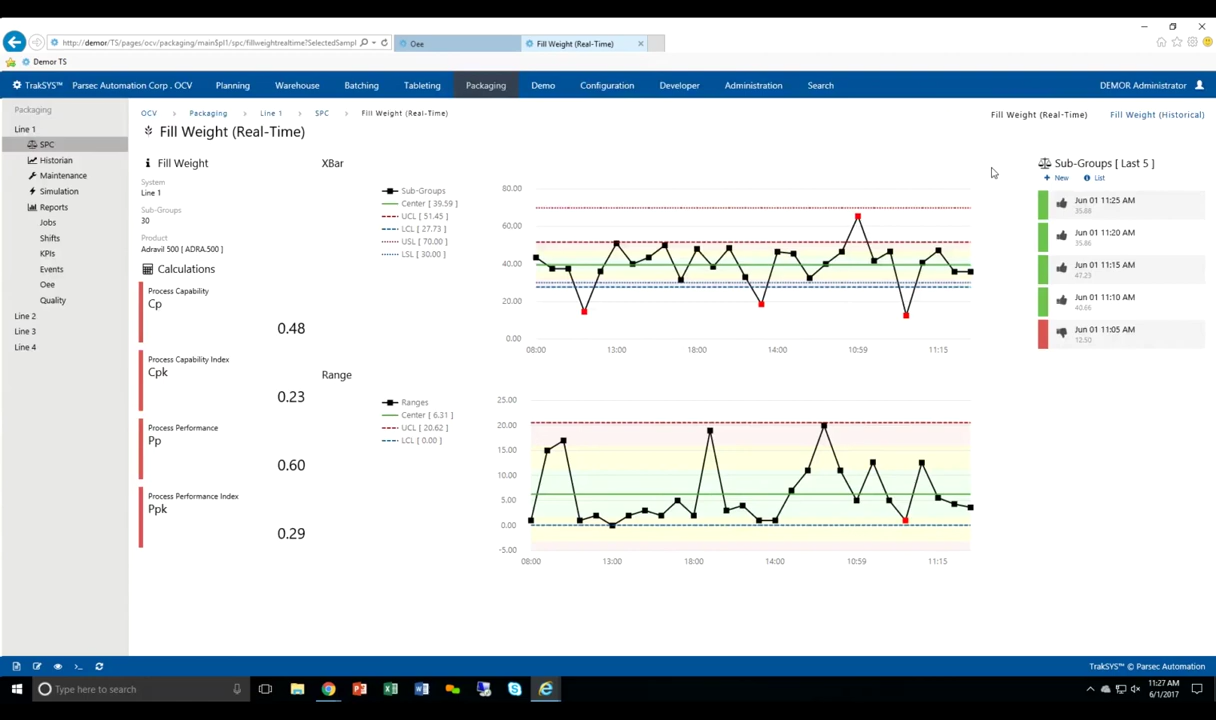 http://demor/TS/pages/ocv/packaging/main$pl1/spc/fillweightrealtime?SelectedSampl
Oee
Fill Weight (Real-Time)
Demor TS
TrakSYS™
Parsec Automation Corp . OCV
Planning
Warehouse
Batching
Tableting
Packaging
Demo
Configuration
Developer
Administration
Search
DEMOR Administrator
Packaging
Line 1
SPC
Historian
Maintenance
Simulation
Reports
Jobs
Shifts
KPIs
Events
Oee
Quality
Line 2
Line 3
Line 4
OCV > Packaging > Line 1 > SPC > Fill Weight (Real-Time)
Fill Weight (Real-Time)
Fill Weight (Real-Time)
Fill Weight (Historical)
Fill Weight
System
Line 1
Sub-Groups
30
Product
Adravil 500 [ ADRA.500 ]
Calculations
Process Capability
Cp
0.48
Process Capability Index
Cpk
0.23
Process Performance
Pp
0.60
Process Performance Index
Ppk
0.29
XBar
Sub-Groups
Center [ 39.59 ]
UCL [ 51.45 ]
LCL [ 27.73 ]
USL [ 70.00 ]
LSL [ 30.00 ]
80.00
60.00
40.00
20.00
0.00
08:00 13:00 18:00 14:00 10:59 11:15
Range
Ranges
Center [ 6.31 ]
UCL [ 20.62 ]
LCL [ 0.00 ]
25.00
20.00
15.00
10.00
5.00
0.00
-5.00
08:00 13:00 18:00 14:00 10:59 11:15
Sub-Groups [ Last 5 ]
New
List
Jun 01 11:25 AM
35.88
Jun 01 11:20 AM
35.86
Jun 01 11:15 AM
47.23
Jun 01 11:10 AM
40.66
Jun 01 11:05 AM
12.50
TrakSYS™ © Parsec Automation
Type here to search
11:27 AM
6/1/2017